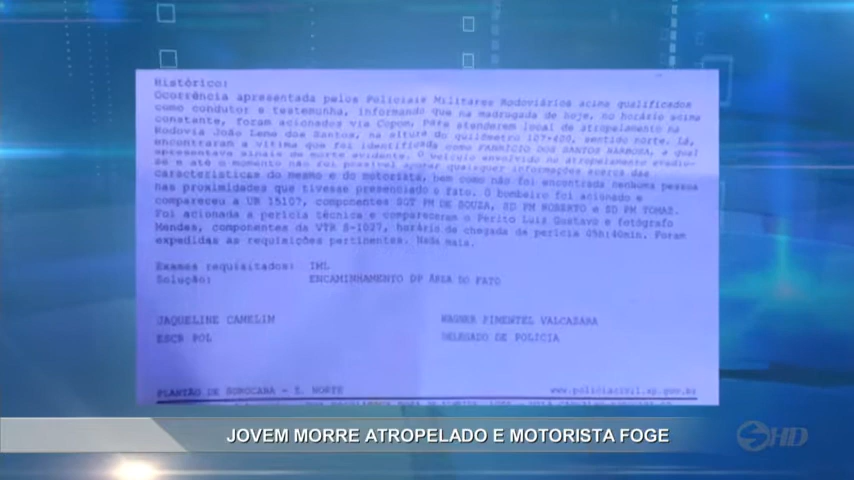 Histórico:
Ocorrência apresentada pelos Policiais Militares Rodoviários acima qualificados
como condutor e testemunha, informando que na madrugada de hoje, no horário acima
constante, foram acionados via Copom, para atenderem local de atropelamento na
Rodovia João Leme dos Santos, na altura do quilômetro 107+400, sentido norte. Lá,
encontraram a vítima que foi identificada como FABRÍCIO DOS SANTOS BARBOSA, a qual
apresentava sinais de morte evidente. O veículo envolvido no atropelamento evadiu-
se e até o momento não foi possível apurar quaisquer informações acerca das
características do mesmo e do motorista, bem como não foi encontrada nenhuma pessoa
nas proximidades que tivesse presenciado o fato. O bombeiro foi acionado e
compareceu a UR 15107, componentes SGT PM DE SOUZA, SD PM ROBERTO e SD PM TOMAZ.
Foi acionada a perícia técnica e compareceram o Perito Luis Gustavo e fotógrafo
Mendes, componentes da VTR S-1027, horário da chegada da perícia 05h:40min. Foram
expedidas as requisições pertinentes. Nada mais.
Exames requisitados: IML
Solução: ENCAMINHAMENTO DP ÁREA DO FATO
JAQUELINE CAMELIM WAGNER PIMENTEL VALCAZARA
ESCR POL DELEGADO DE POLICIA
PLANTÃO DE SOROCABA - Z. NORTE www.policiacivil.sp.gov.br
JOVEM MORRE ATROPELADO E MOTORISTA FOGE
HD